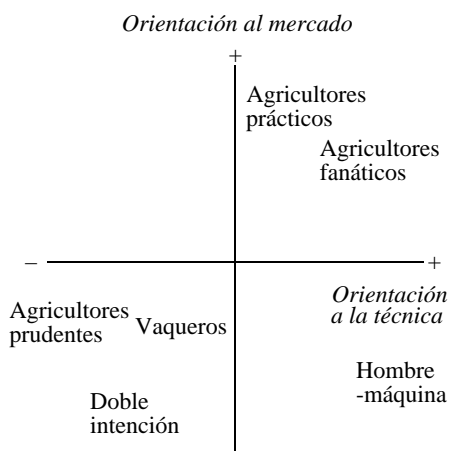 Orientación al mercado
+
Agricultores
prácticos
Agricultores
fanáticos
– +
Orientación
a la técnica
Agricultores
prudentes
Vaqueros
Hombre
-máquina
Doble
intención